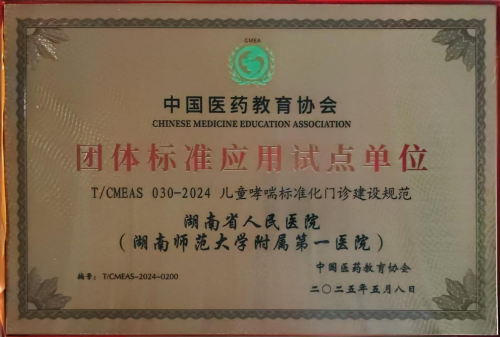 CMEA
中国医药教育协会
CHINESE MEDICINE EDUCATION ASSOCIATION
团体标准应用试点单位
T/CMEAS 030-2024 儿童哮喘标准化门诊建设规范
湖南省人民医院
(湖南师范大学附属第一医院)
中国医药教育协会
编号：T/CMEAS-2024-0200
二〇二五年五月八日